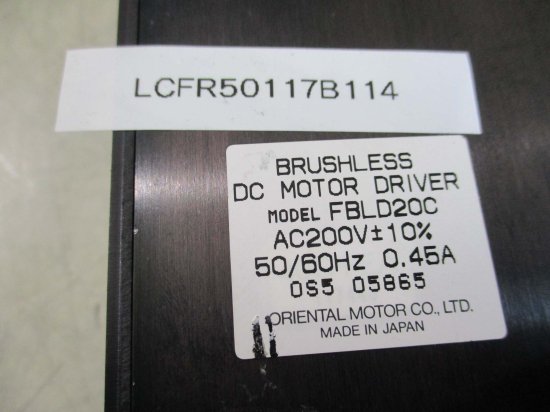 LCFR50117B114
BRUSHLESS
DC MOTOR DRIVER
MODEL FBLD20C
AC200V±10%
50/60Hz 0.45A
0S5 05865
ORIENTAL MOTOR CO., LTD.
MADE IN JAPAN